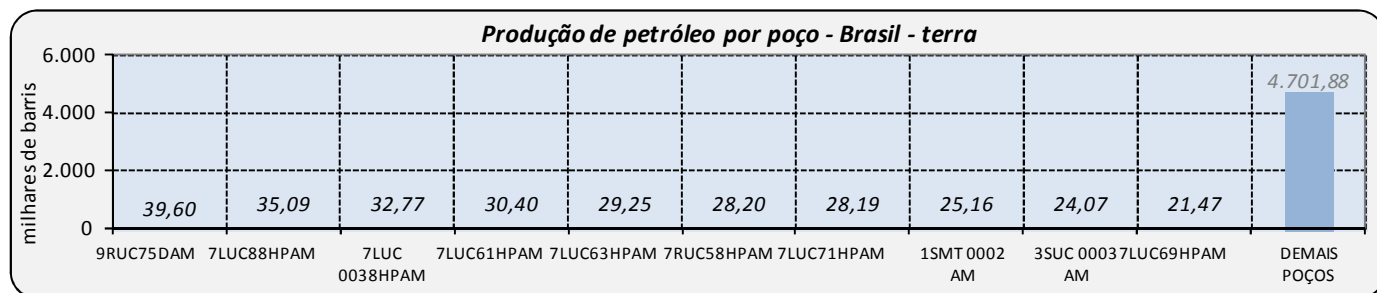 Produção de petróleo por poço - Brasil - terra
milhares de barris
6.000
4.000
2.000
0
39,60 35,09 32,77 30,40 29,25 28,20 28,19 25,16 24,07 21,47 4.701,88
9RUC75DAM 7LUC88HPAM 7LUC 7LUC61HPAM 7LUC63HPAM 7RUC58HPAM 7LUC71HPAM 1SMT 0002 3SUC 0003 7LUC69HPAM DEMAIS
0038HPAM AM AM POÇOS